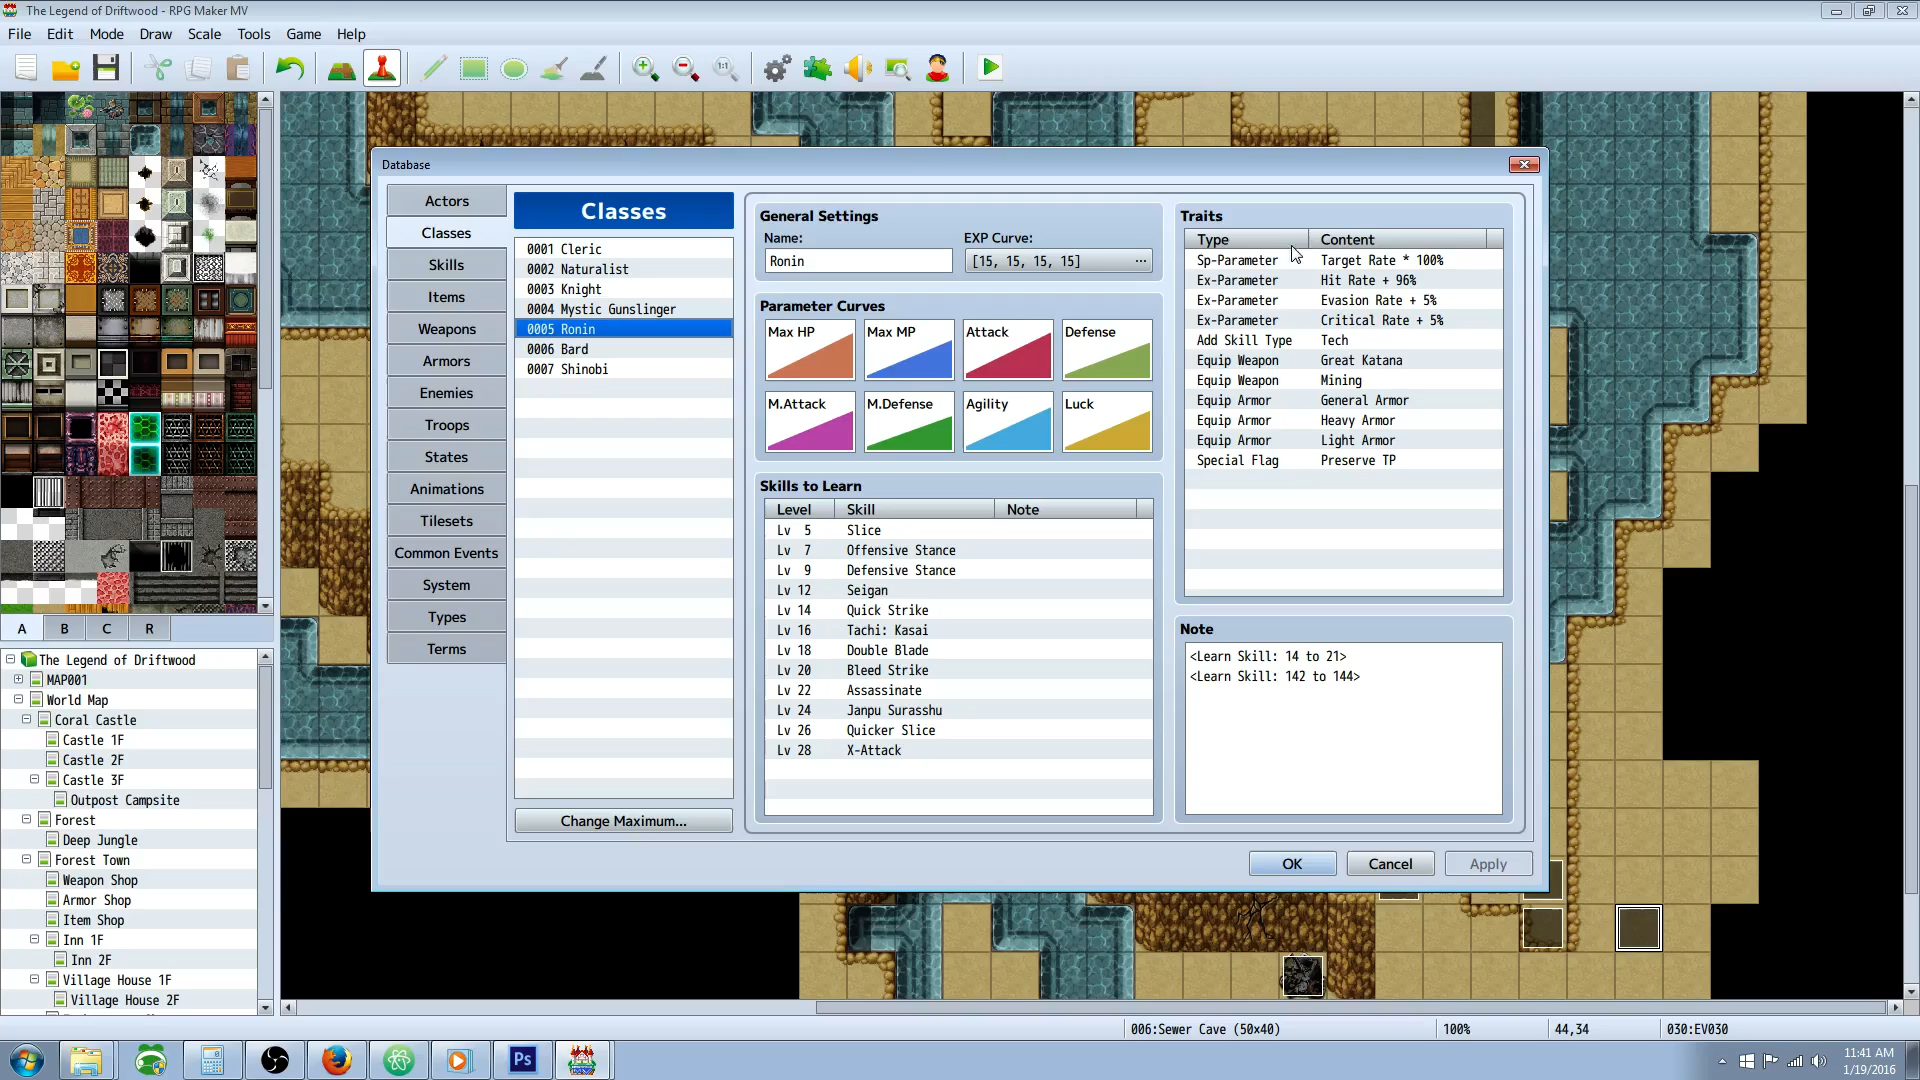 The Legend of Driftwood - RPG Maker MV
File Edit Mode Draw Scale Tools Game Help
1:1
Database
Actors
Classes
Skills
Items
Weapons
Armors
Enemies
Troops
States
Animations
Tilesets
Common Events
System
Types
Terms
Classes
0001 Cleric
0002 Naturalist
0003 Knight
0004 Mystic Gunslinger
0005 Ronin
0006 Bard
0007 Shinobi
Change Maximum...
General Settings
Name: EXP Curve:
Ronin [15, 15, 15, 15] ...
Parameter Curves
Max HP Max MP Attack Defense
M.Attack M.Defense Agility Luck
Skills to Learn
Level Skill Note
Lv 5 Slice
Lv 7 Offensive Stance
Lv 9 Defensive Stance
Lv 12 Seigan
Lv 14 Quick Strike
Lv 16 Tachi: Kasai
Lv 18 Double Blade
Lv 20 Bleed Strike
Lv 22 Assassinate
Lv 24 Janpu Surasshu
Lv 26 Quicker Slice
Lv 28 X-Attack
Traits
Type Content
Sp-Parameter Target Rate * 100%
Ex-Parameter Hit Rate + 96%
Ex-Parameter Evasion Rate + 5%
Ex-Parameter Critical Rate + 5%
Add Skill Type Tech
Equip Weapon Great Katana
Equip Weapon Mining
Equip Armor General Armor
Equip Armor Heavy Armor
Equip Armor Light Armor
Special Flag Preserve TP
Note
<Learn Skill: 14 to 21>
<Learn Skill: 142 to 144>
OK Cancel Apply
A B C R
The Legend of Driftwood
MAP001
World Map
Coral Castle
Castle 1F
Castle 2F
Castle 3F
Outpost Campsite
Forest
Deep Jungle
Forest Town
Weapon Shop
Armor Shop
Item Shop
Inn 1F
Inn 2F
Village House 1F
Village House 2F
006:Sewer Cave (50x40) 100% 44,34 030:EV030
Ps
11:41 AM
1/19/2016